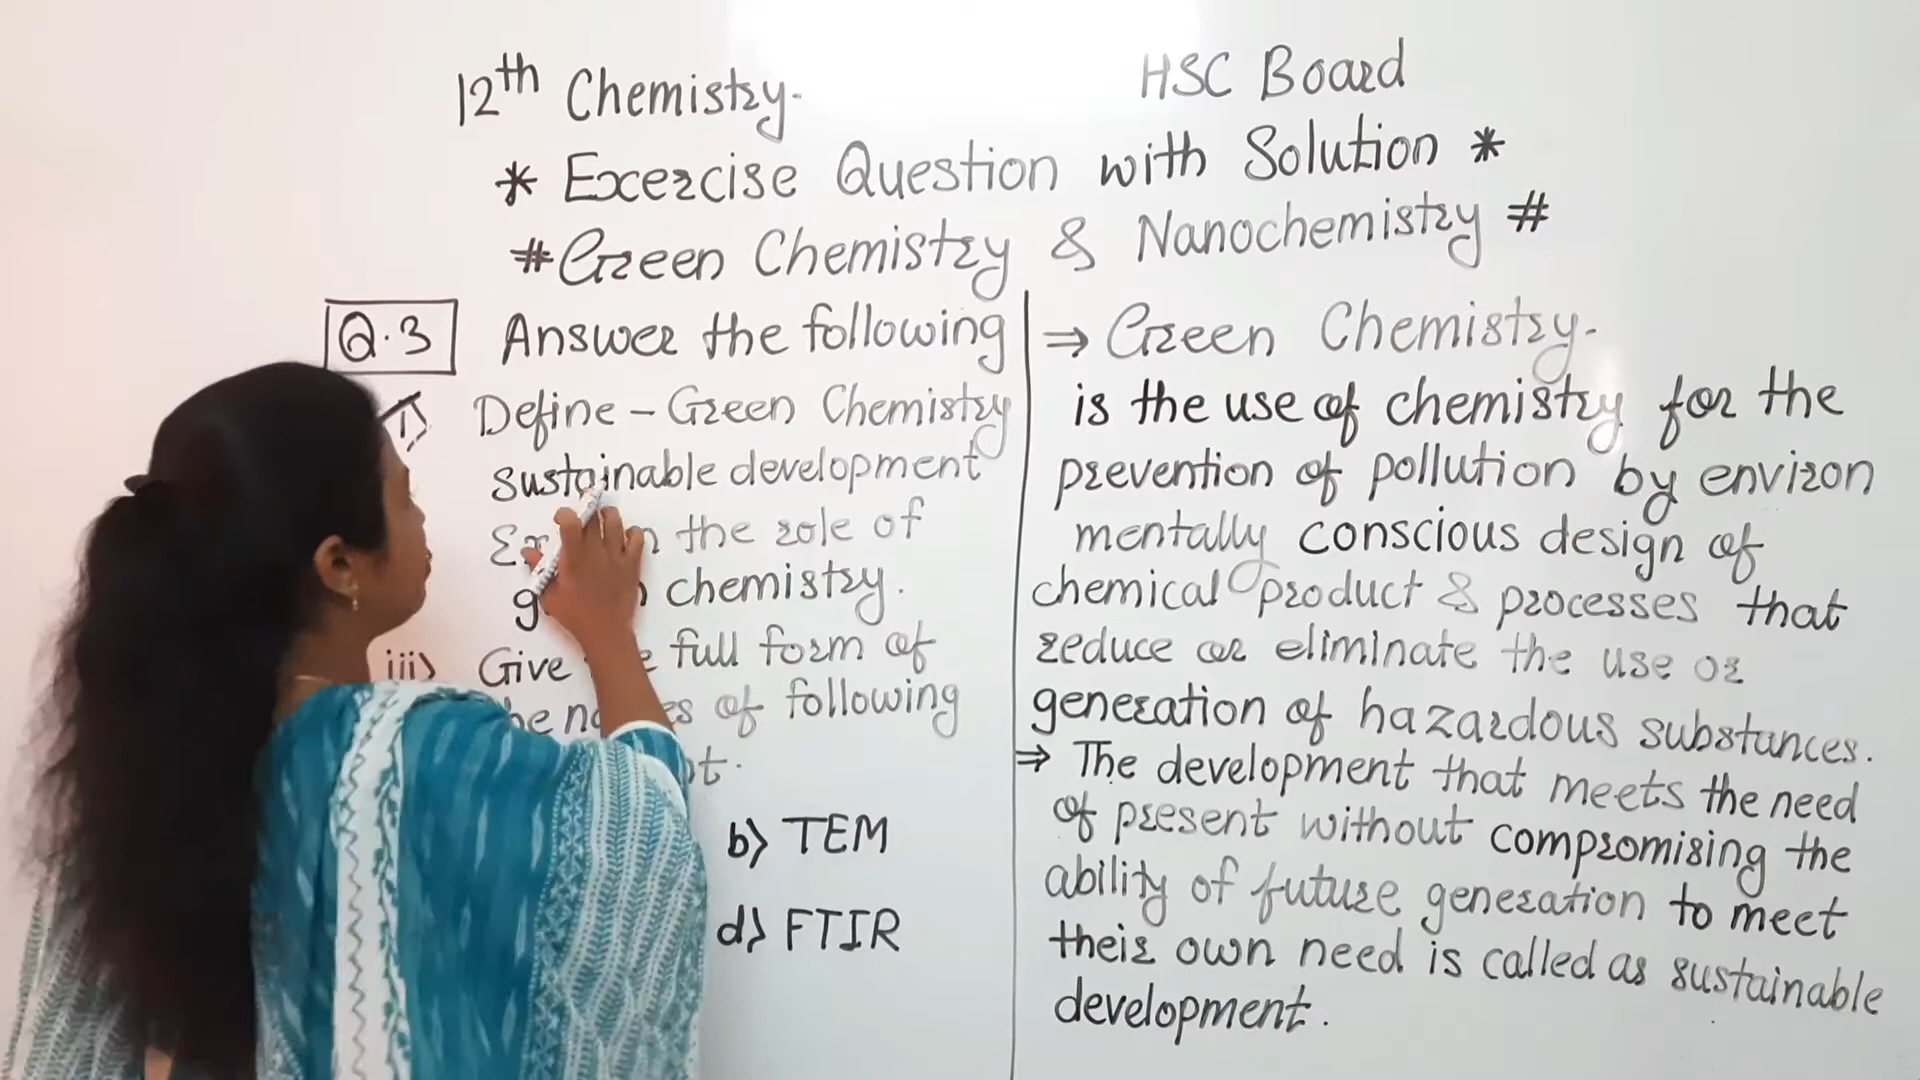 12th Chemistry.
HSC Board
* Exercise Question with Solution *
# Green Chemistry & Nanochemistry #
Q.3 Answer the following
i) Define - Green Chemistry
sustainable development
the role of
chemistry.
iii) Give full form of
of following
b) TEM
d) FTIR
⇒ Green Chemistry.
is the use of chemistry for the
prevention of pollution by environ
mentally conscious design of
chemical product & processes that
reduce or eliminate the use or
generation of hazardous substances.
⇒ The development that meets the need
of present without compromising the
ability of future generation to meet
their own need is called as sustainable
development.